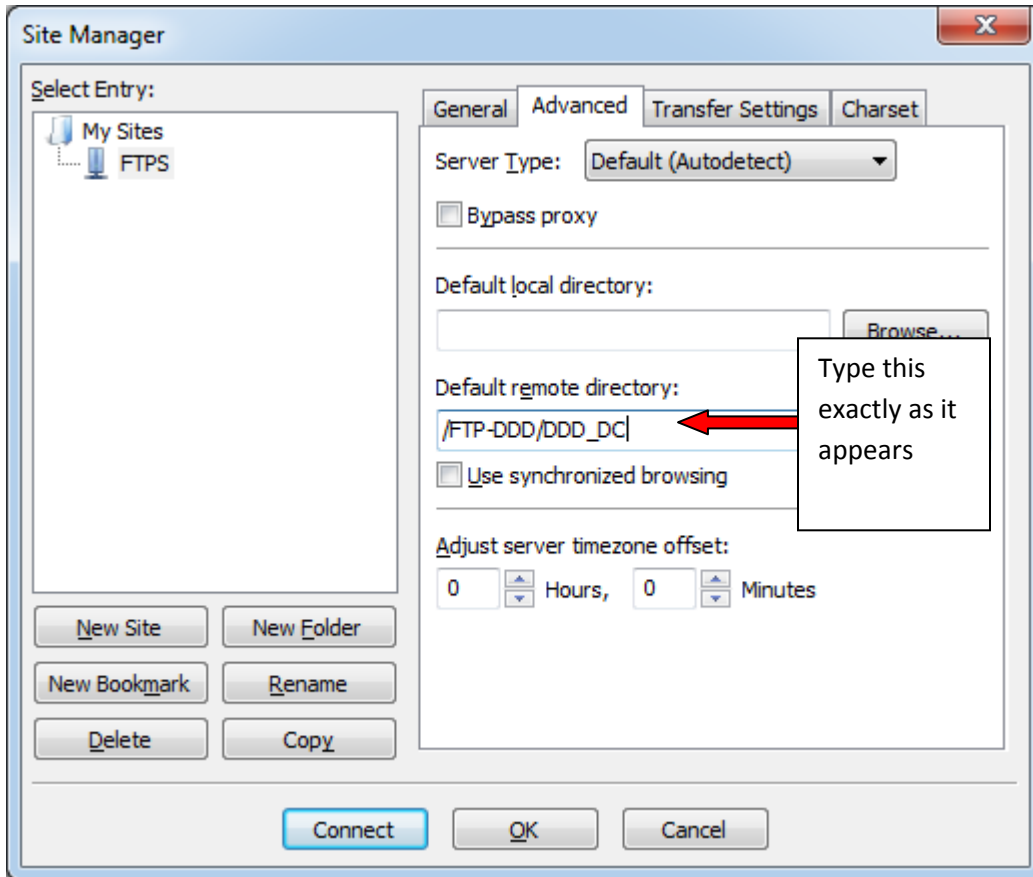 Site Manager
Select Entry:
My Sites
FTPS
General Advanced Transfer Settings Charset
Server Type: Default (Autodetect)
Bypass proxy
Default local directory:
Browse...
Default remote directory:
/FTP-DDD/DDD_DC
Use synchronized browsing
Type this
exactly as it
appears
Adjust server timezone offset:
0 Hours, 0 Minutes
New Site New Folder
New Bookmark Rename
Delete Copy
Connect OK Cancel